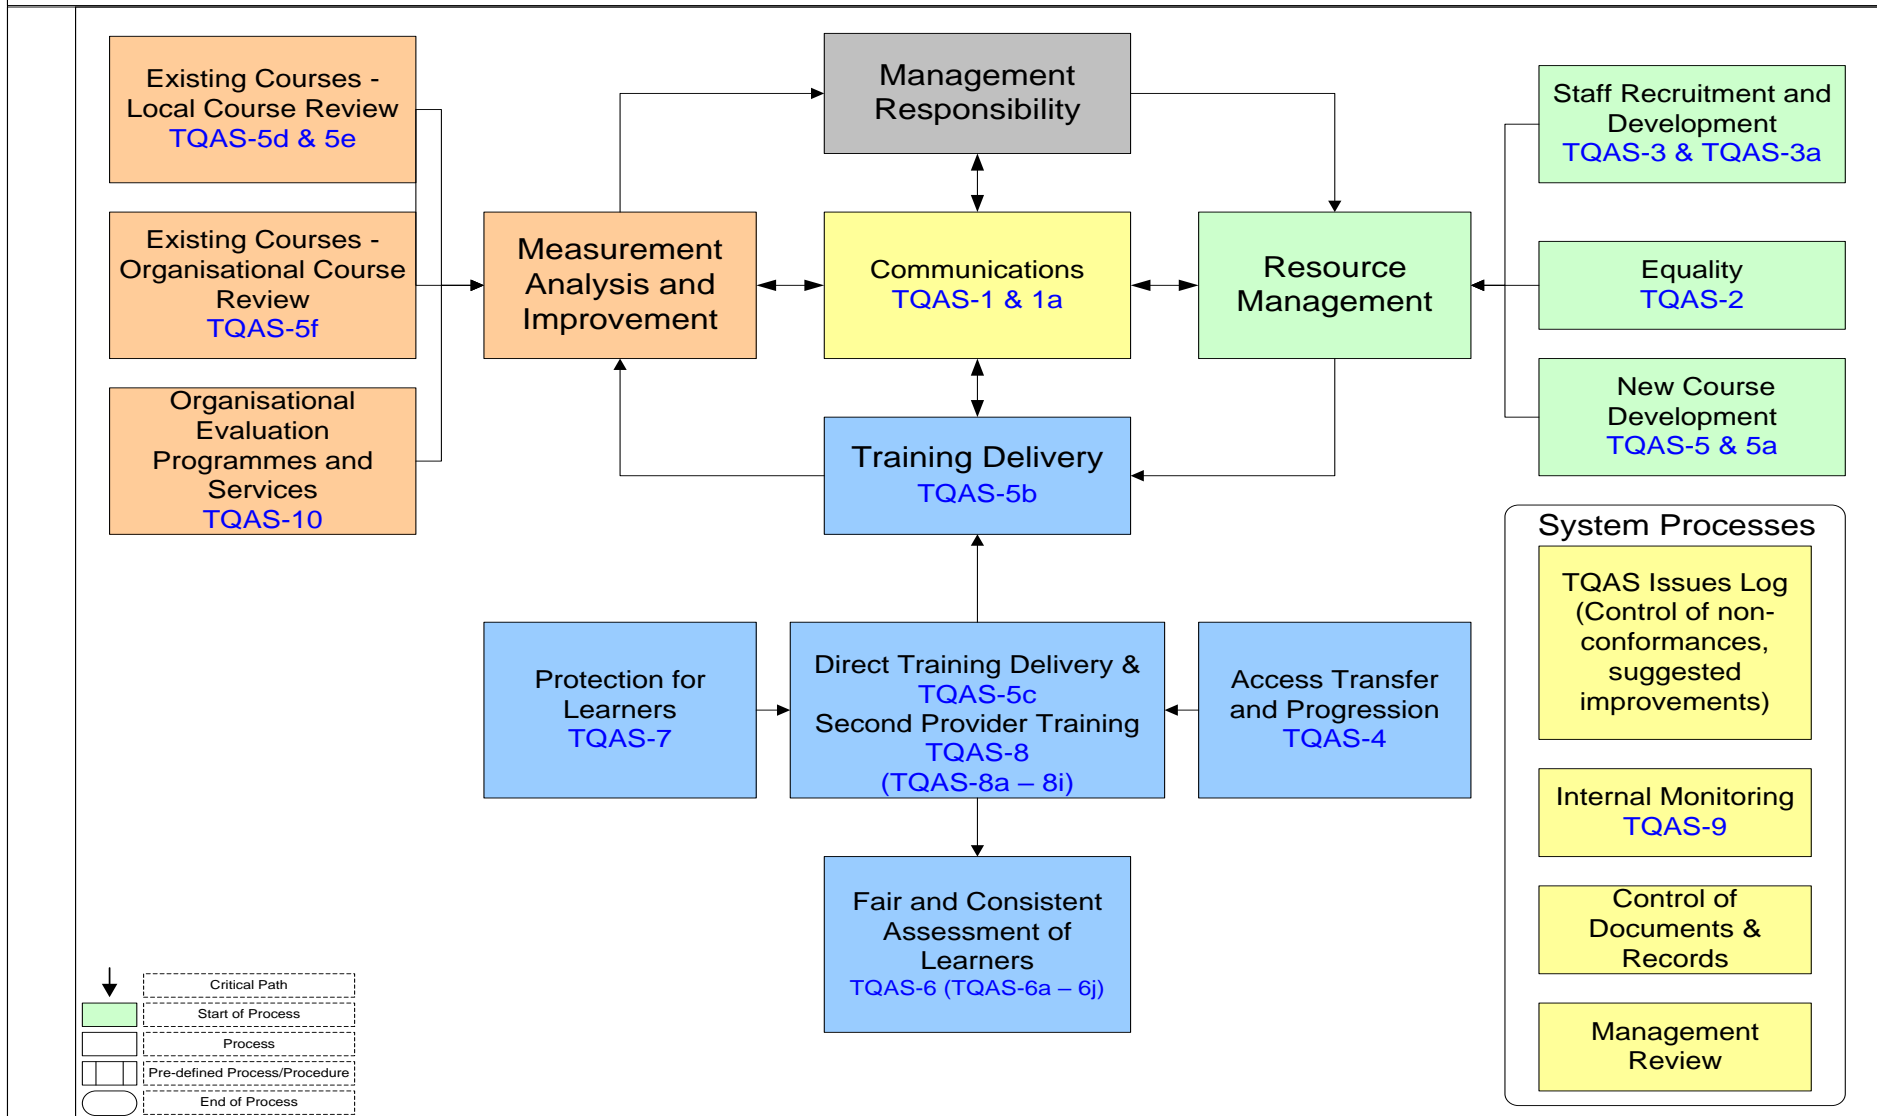 Existing Courses -
Local Course Review
TQAS-5d & 5e
Existing Courses -
Organisational Course
Review
TQAS-5f
Organisational
Evaluation
Programmes and
Services
TQAS-10
Measurement
Analysis and
Improvement
Management
Responsibility
Communications
TQAS-1 & 1a
Training Delivery
TQAS-5b
Resource
Management
Staff Recruitment and
Development
TQAS-3 & TQAS-3a
Equality
TQAS-2
New Course
Development
TQAS-5 & 5a
Protection for
Learners
TQAS-7
Direct Training Delivery &
TQAS-5c
Second Provider Training
TQAS-8
(TQAS-8a – 8i)
Access Transfer
and Progression
TQAS-4
Fair and Consistent
Assessment of
Learners
TQAS-6 (TQAS-6a – 6j)
System Processes
TQAS Issues Log
(Control of non-
conformances,
suggested
improvements)
Internal Monitoring
TQAS-9
Control of
Documents &
Records
Management
Review
Critical Path
Start of Process
Process
Pre-defined Process/Procedure
End of Process